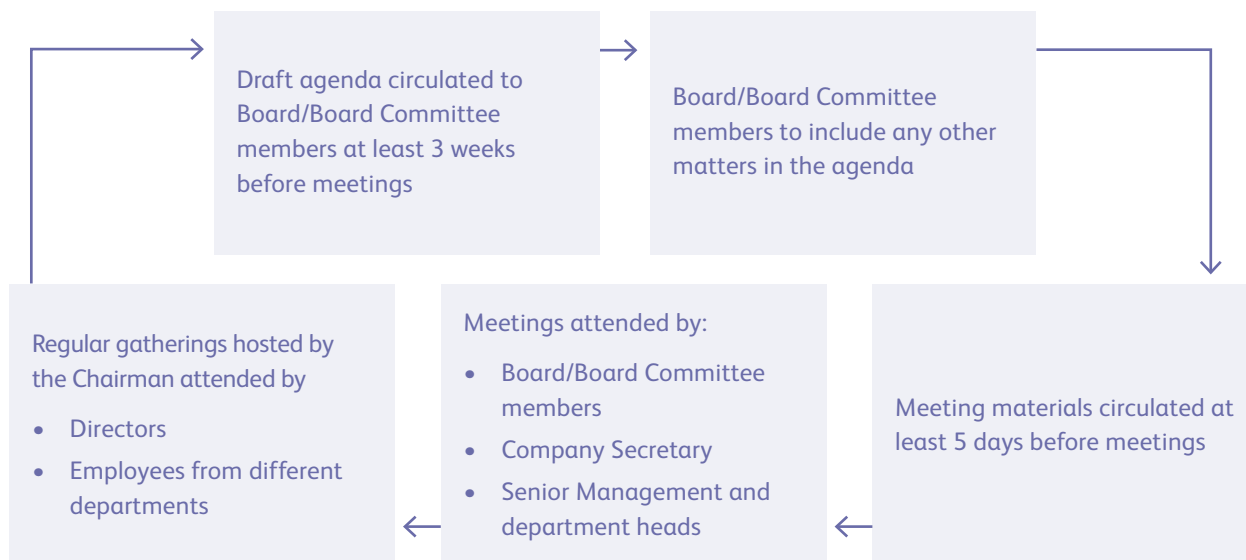 Draft agenda circulated to
Board/Board Committee
members at least 3 weeks
before meetings
Board/Board Committee
members to include any other
matters in the agenda
Meeting materials circulated at
least 5 days before meetings
Meetings attended by:
• Board/Board Committee
members
• Company Secretary
• Senior Management and
department heads
Regular gatherings hosted by
the Chairman attended by
• Directors
• Employees from different
departments